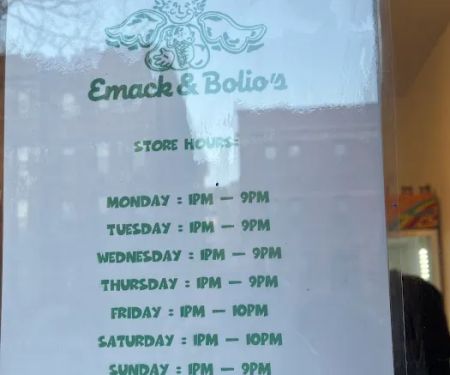 Emack & Bolio's
STORE HOURS:
MONDAY : 1PM — 9PM
TUESDAY : 1PM — 9PM
WEDNESDAY : 1PM — 9PM
THURSDAY : 1PM — 9PM
FRIDAY : 1PM — 10PM
SATURDAY : 1PM — 10PM
SUNDAY : 1PM — 9PM